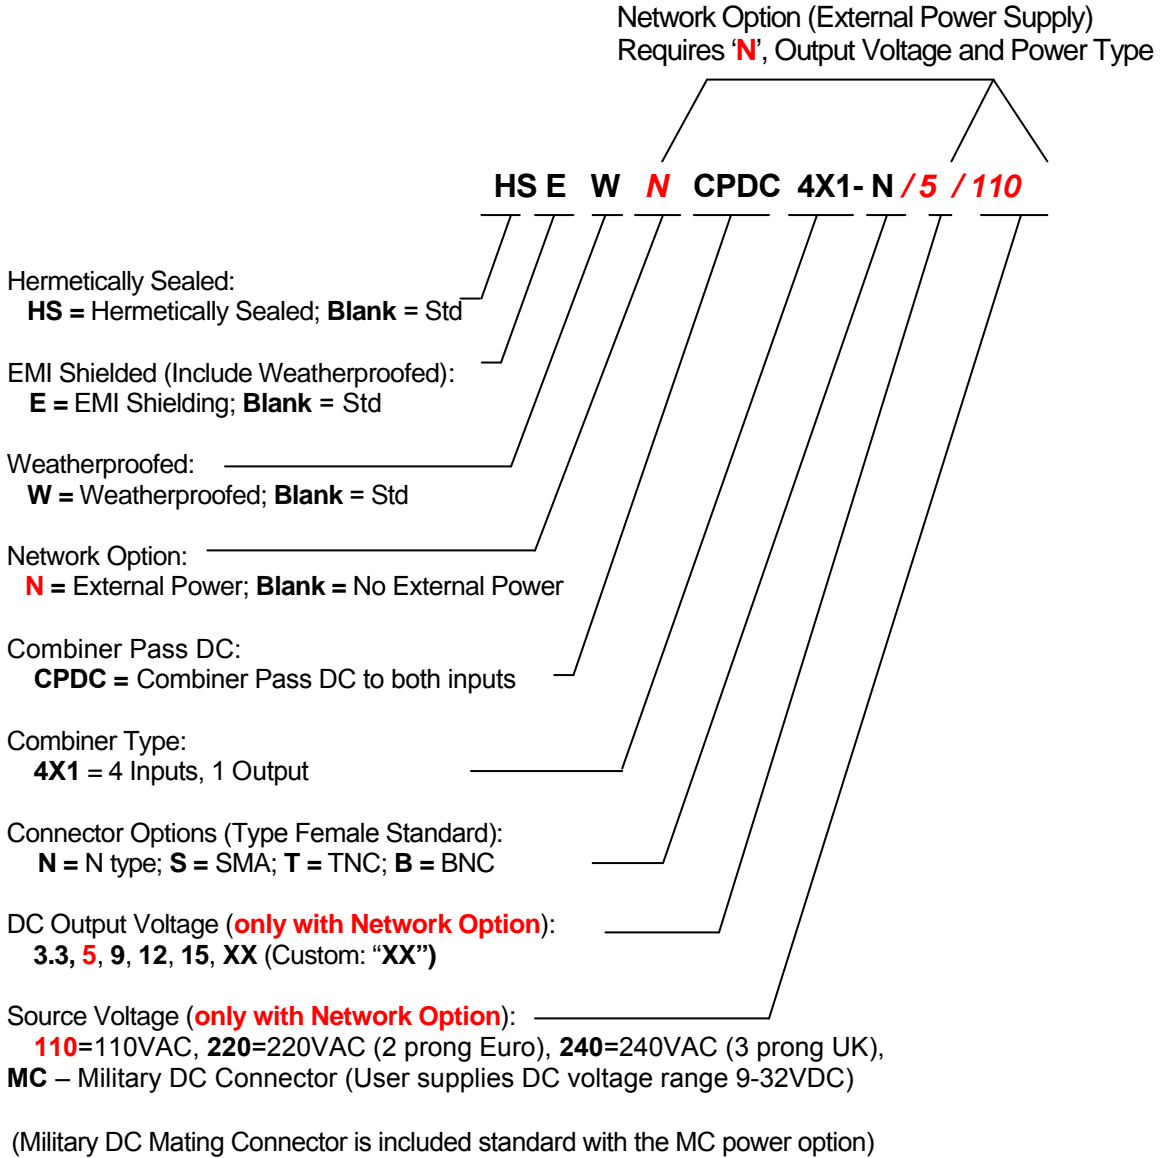 Network Option (External Power Supply)
Requires ‘N’, Output Voltage and Power Type
HS E W N CPDC 4X1- N / 5 / 110
Hermetically Sealed:
HS = Hermetically Sealed; Blank = Std
EMI Shielded (Include Weatherproofed):
E = EMI Shielding; Blank = Std
Weatherproofed:
W = Weatherproofed; Blank = Std
Network Option:
N = External Power; Blank = No External Power
Combiner Pass DC:
CPDC = Combiner Pass DC to both inputs
Combiner Type:
4X1 = 4 Inputs, 1 Output
Connector Options (Type Female Standard):
N = N type; S = SMA; T = TNC; B = BNC
DC Output Voltage (only with Network Option):
3.3, 5, 9, 12, 15, XX (Custom: “XX”)
Source Voltage (only with Network Option):
110=110VAC, 220=220VAC (2 prong Euro), 240=240VAC (3 prong UK),
MC – Military DC Connector (User supplies DC voltage range 9-32VDC)
(Military DC Mating Connector is included standard with the MC power option)